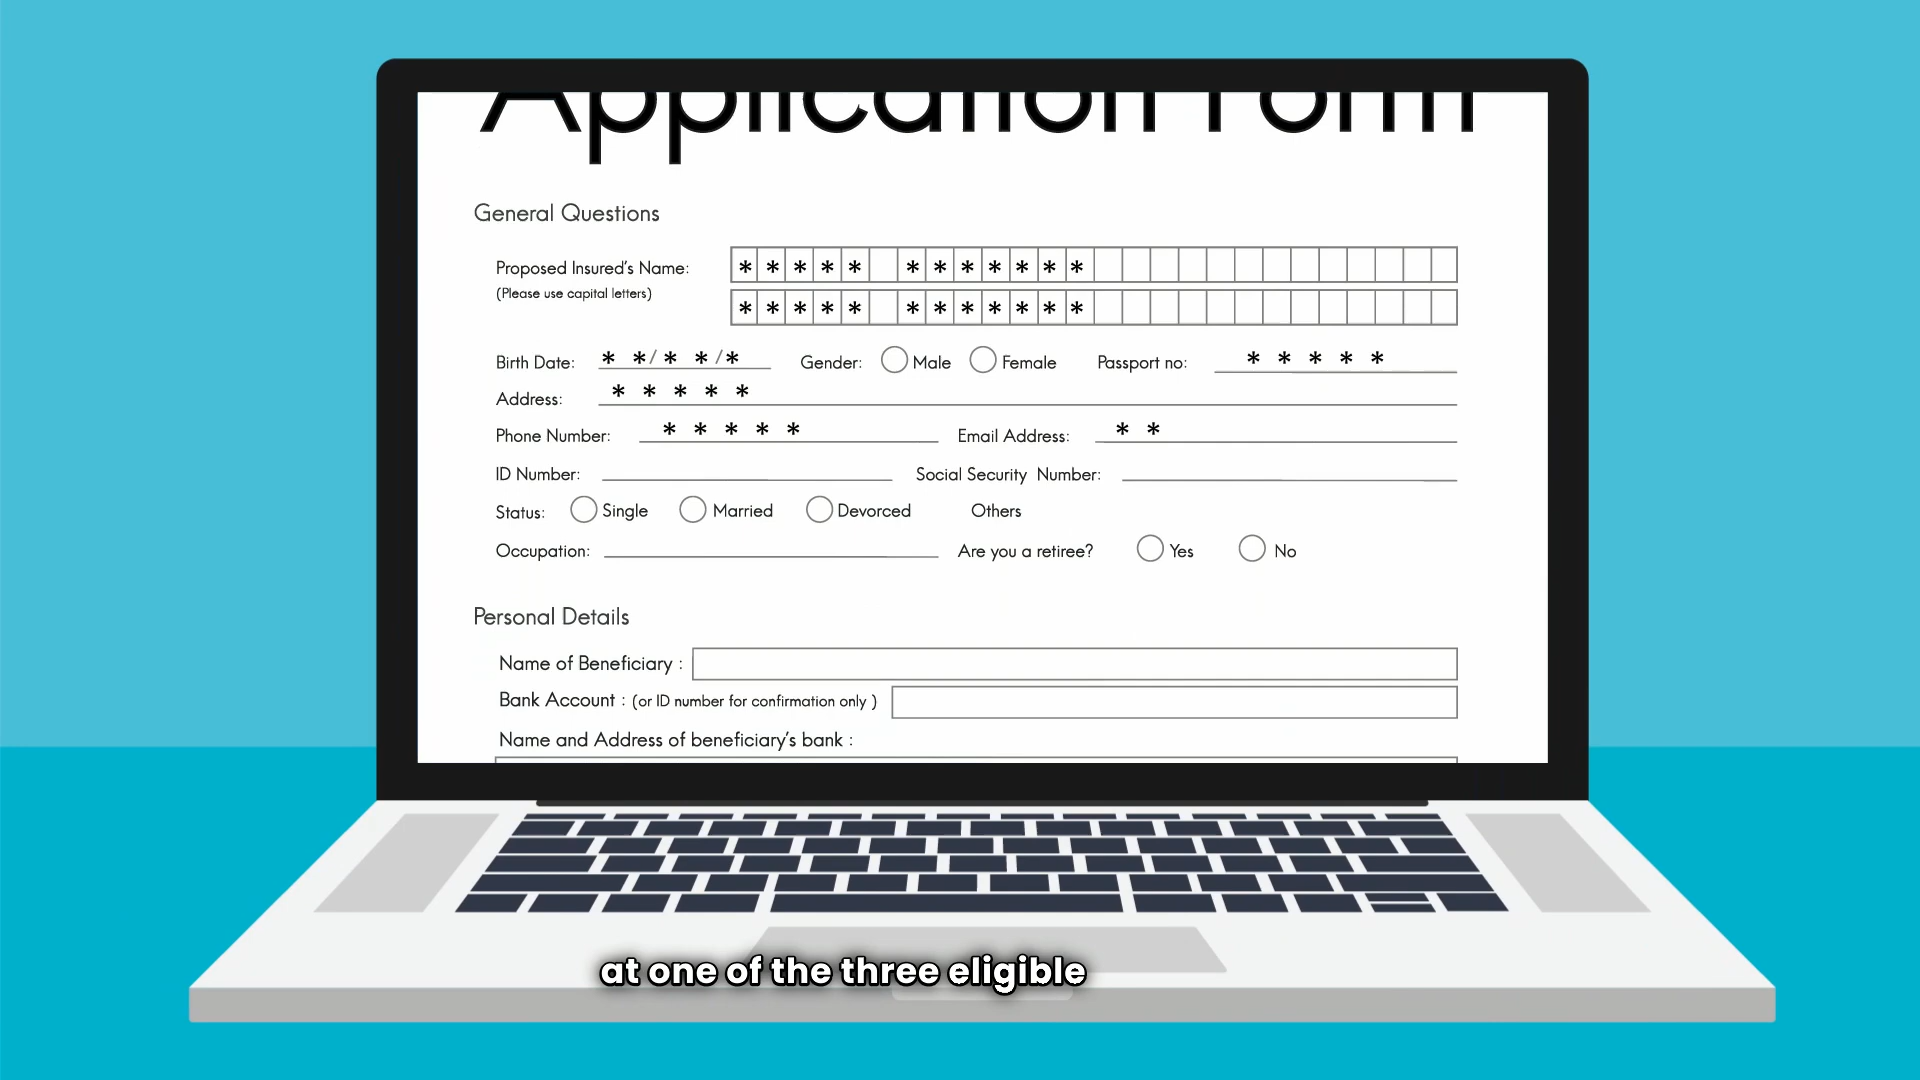 Application Form
General Questions
Proposed Insured's Name: * * * * * * * * * * * *
(Please use capital letters) * * * * * * * * * * * *
Birth Date: * */* */* Gender: Male Female Passport no: * * * * *
Address: * * * * *
Phone Number: * * * * * Email Address: * *
ID Number: Social Security Number:
Status: Single Married Devorced Others
Occupation: Are you a retiree? Yes No
Personal Details
Name of Beneficiary :
Bank Account : (or ID number for confirmation only )
Name and Address of beneficiary's bank :
at one of the three eligible